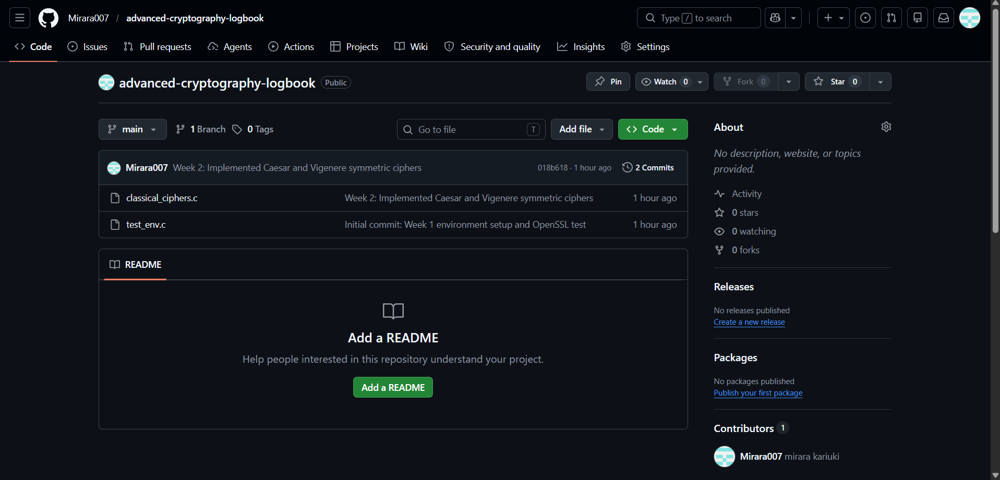 Mirara007 / advanced-cryptography-logbook
Type / to search
Code Issues Pull requests Agents Actions Projects Wiki Security and quality Insights Settings
advanced-cryptography-logbook Public
Pin Watch 0 Fork 0 Star 0
main 1 Branch 0 Tags Go to file T Add file Code
Mirara007 Week 2: Implemented Caesar and Vigenere symmetric ciphers 018b618 · 1 hour ago 2 Commits
classical_ciphers.c Week 2: Implemented Caesar and Vigenere symmetric ciphers 1 hour ago
test_env.c Initial commit: Week 1 environment setup and OpenSSL test 1 hour ago
README
Add a README
Help people interested in this repository understand your project.
Add a README
About
No description, website, or topics
provided.
Activity
0 stars
0 watching
0 forks
Releases
No releases published
Create a new release
Packages
No packages published
Publish your first package
Contributors 1
Mirara007 mirara kariuki